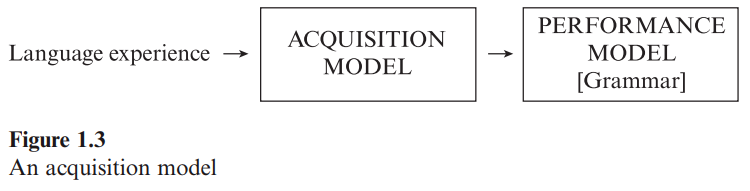 Language experience
ACQUISITION
MODEL
PERFORMANCE
MODEL
[Grammar]
Figure 1.3
An acquisition model